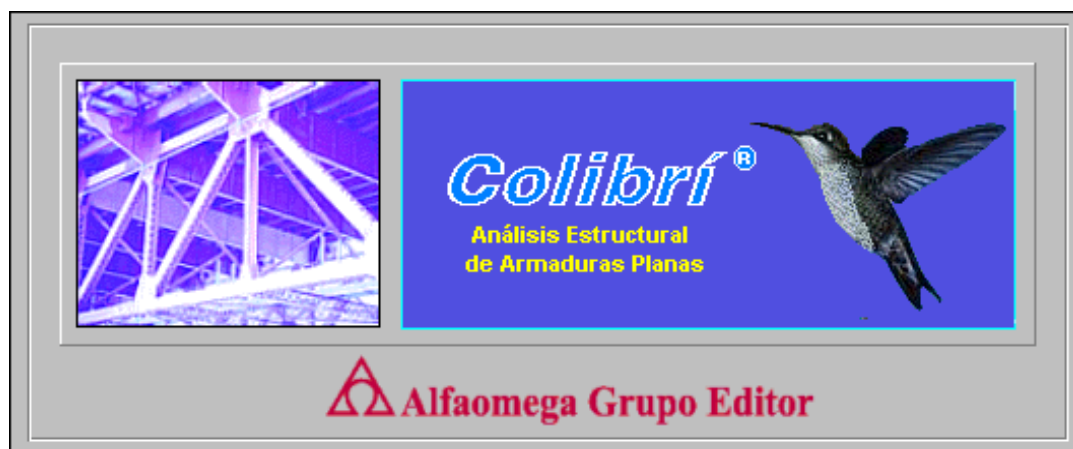 Colibrí ®
Análisis Estructural
de Armaduras Planas
Alfaomega Grupo Editor